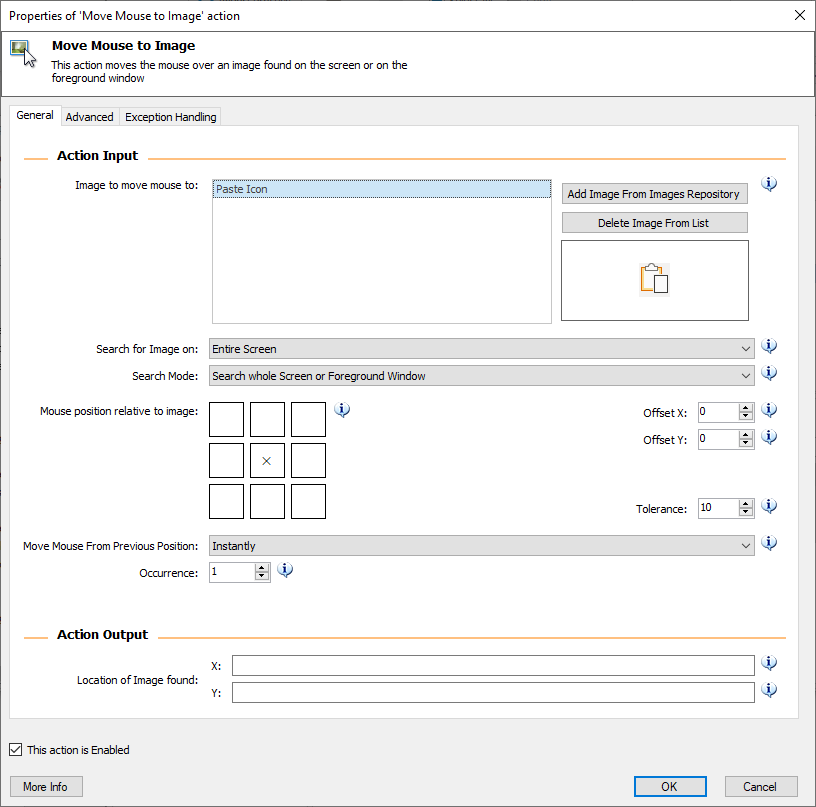 Properties of 'Move Mouse to Image' action
Move Mouse to Image
This action moves the mouse over an image found on the screen or on the
foreground window
General Advanced Exception Handling
Action Input
Image to move mouse to: Paste Icon
Add Image From Images Repository
Delete Image From List
Search for Image on: Entire Screen
Search Mode: Search whole Screen or Foreground Window
Mouse position relative to image:
Offset X: 0
Offset Y: 0
Tolerance: 10
Move Mouse From Previous Position: Instantly
Occurrence: 1
Action Output
Location of Image found:
X:
Y:
This action is Enabled
More Info OK Cancel